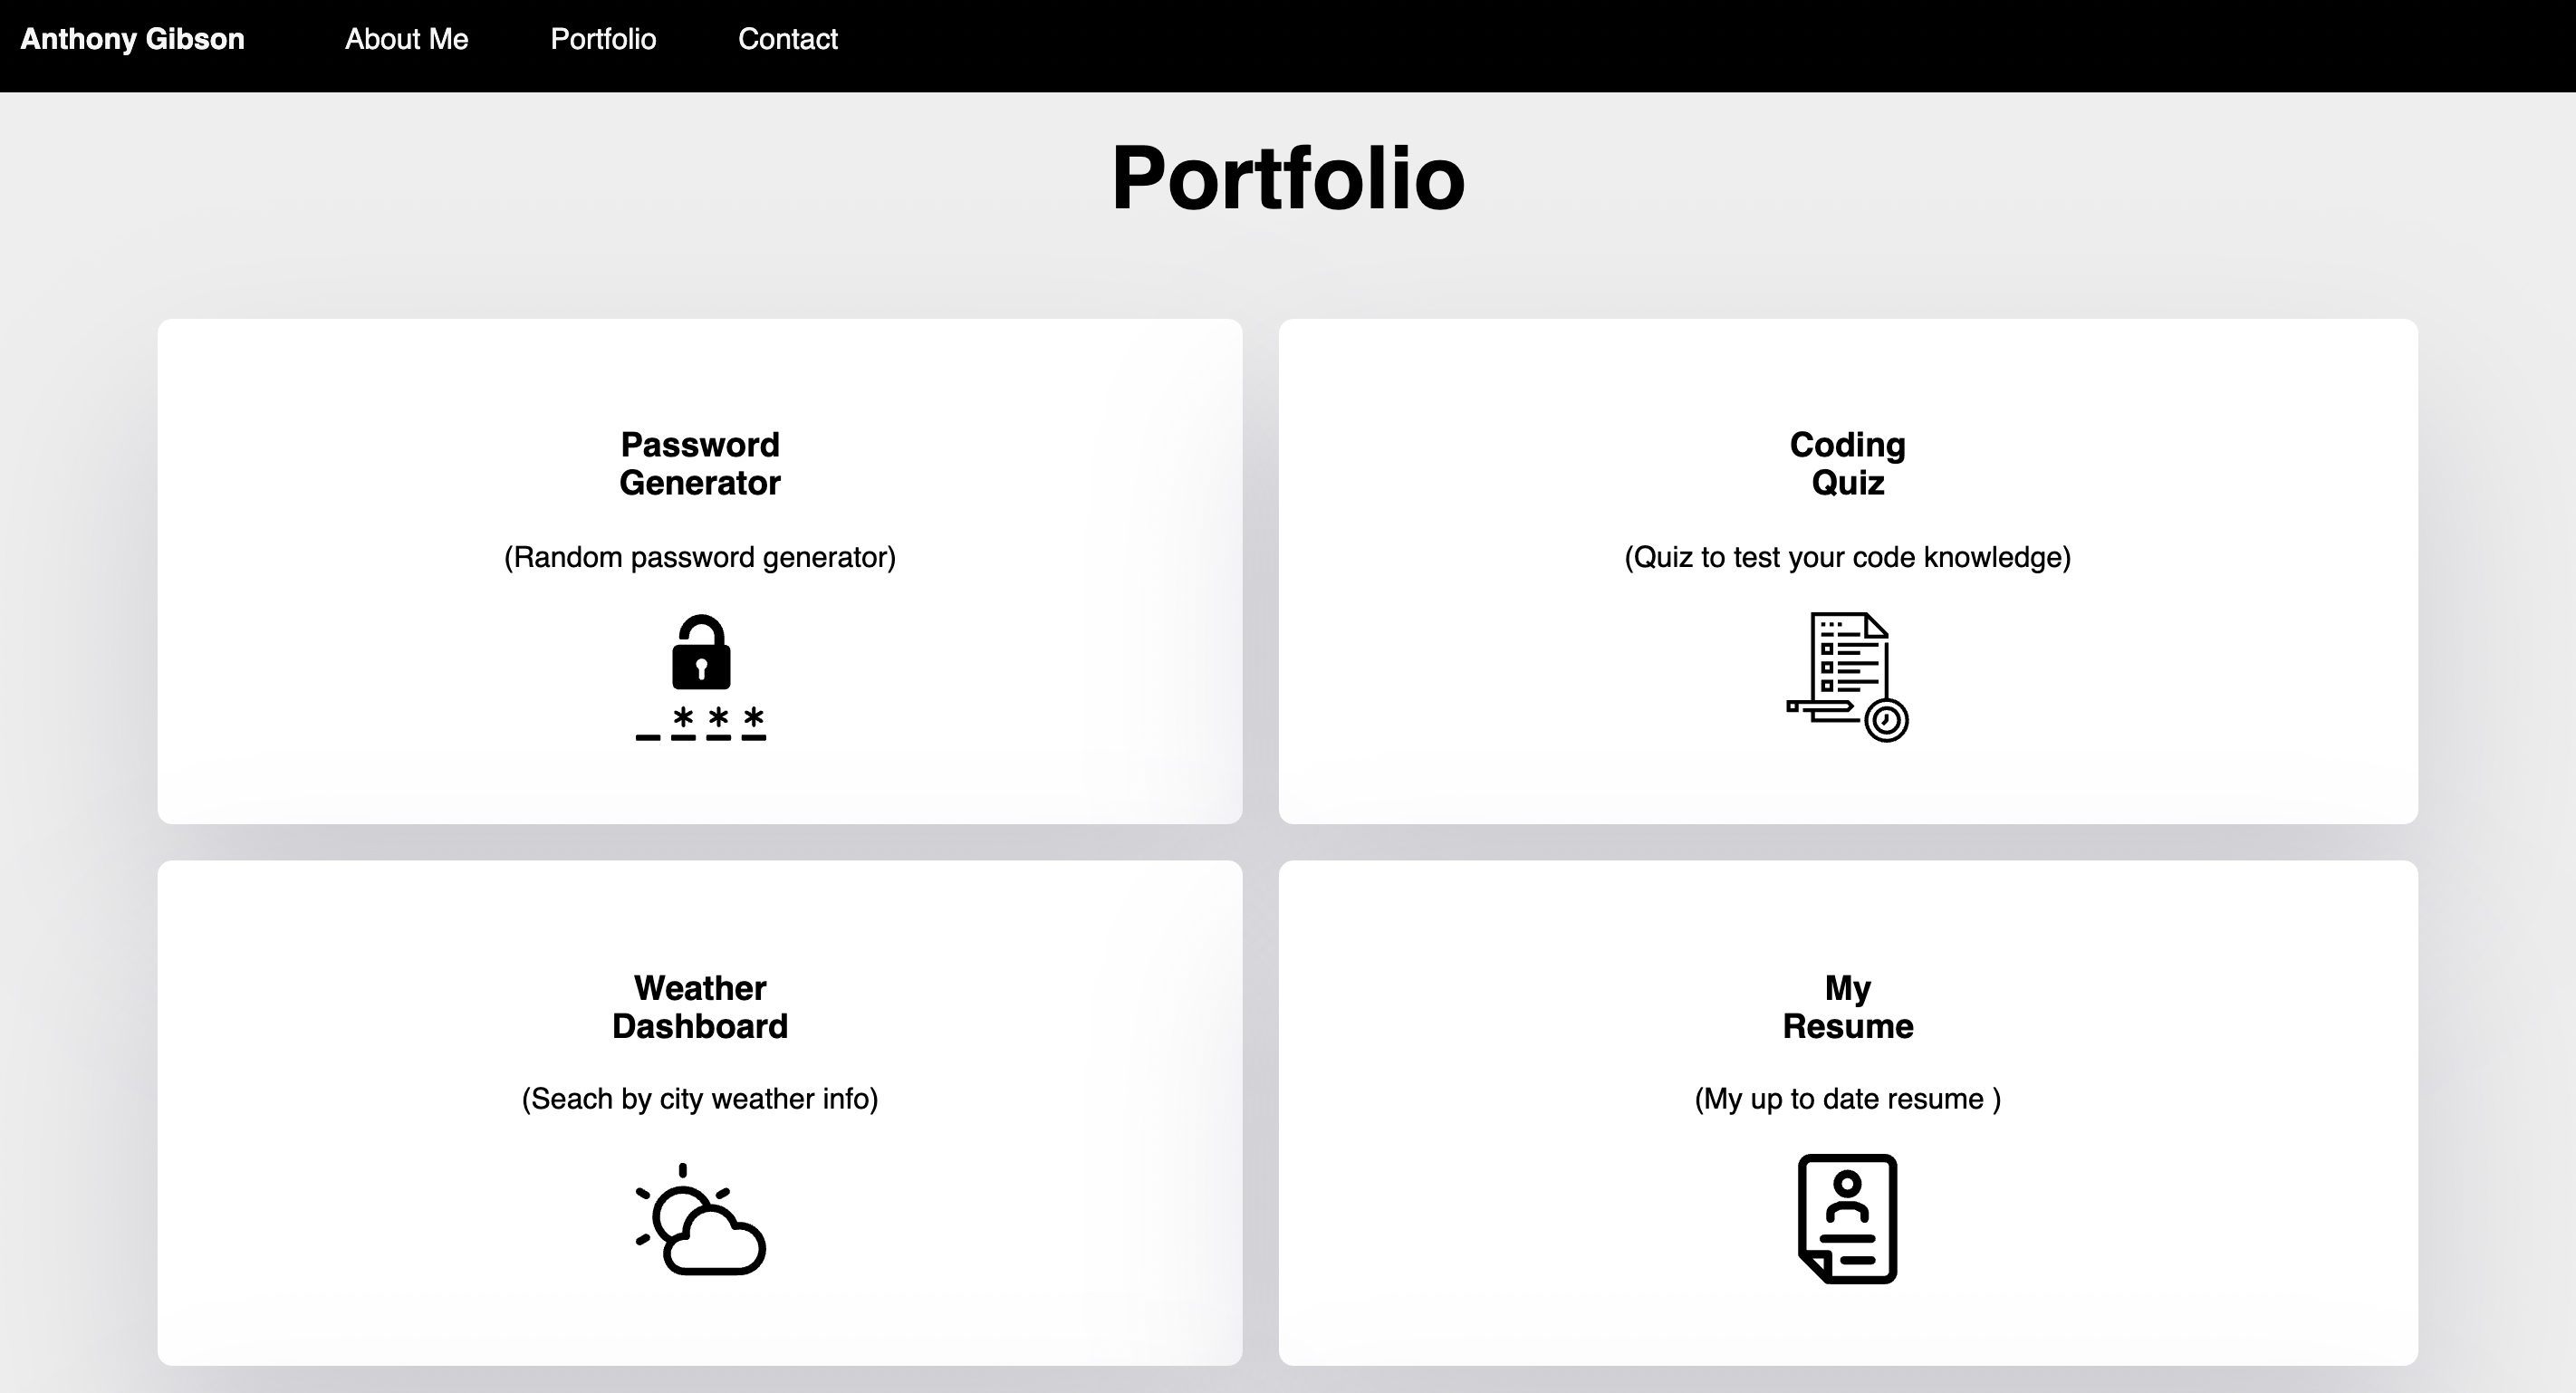 Anthony Gibson About Me Portfolio Contact
Portfolio
Password
Generator
(Random password generator)
* * *
Coding
Quiz
(Quiz to test your code knowledge)
Weather
Dashboard
(Seach by city weather info)
My
Resume
(My up to date resume )